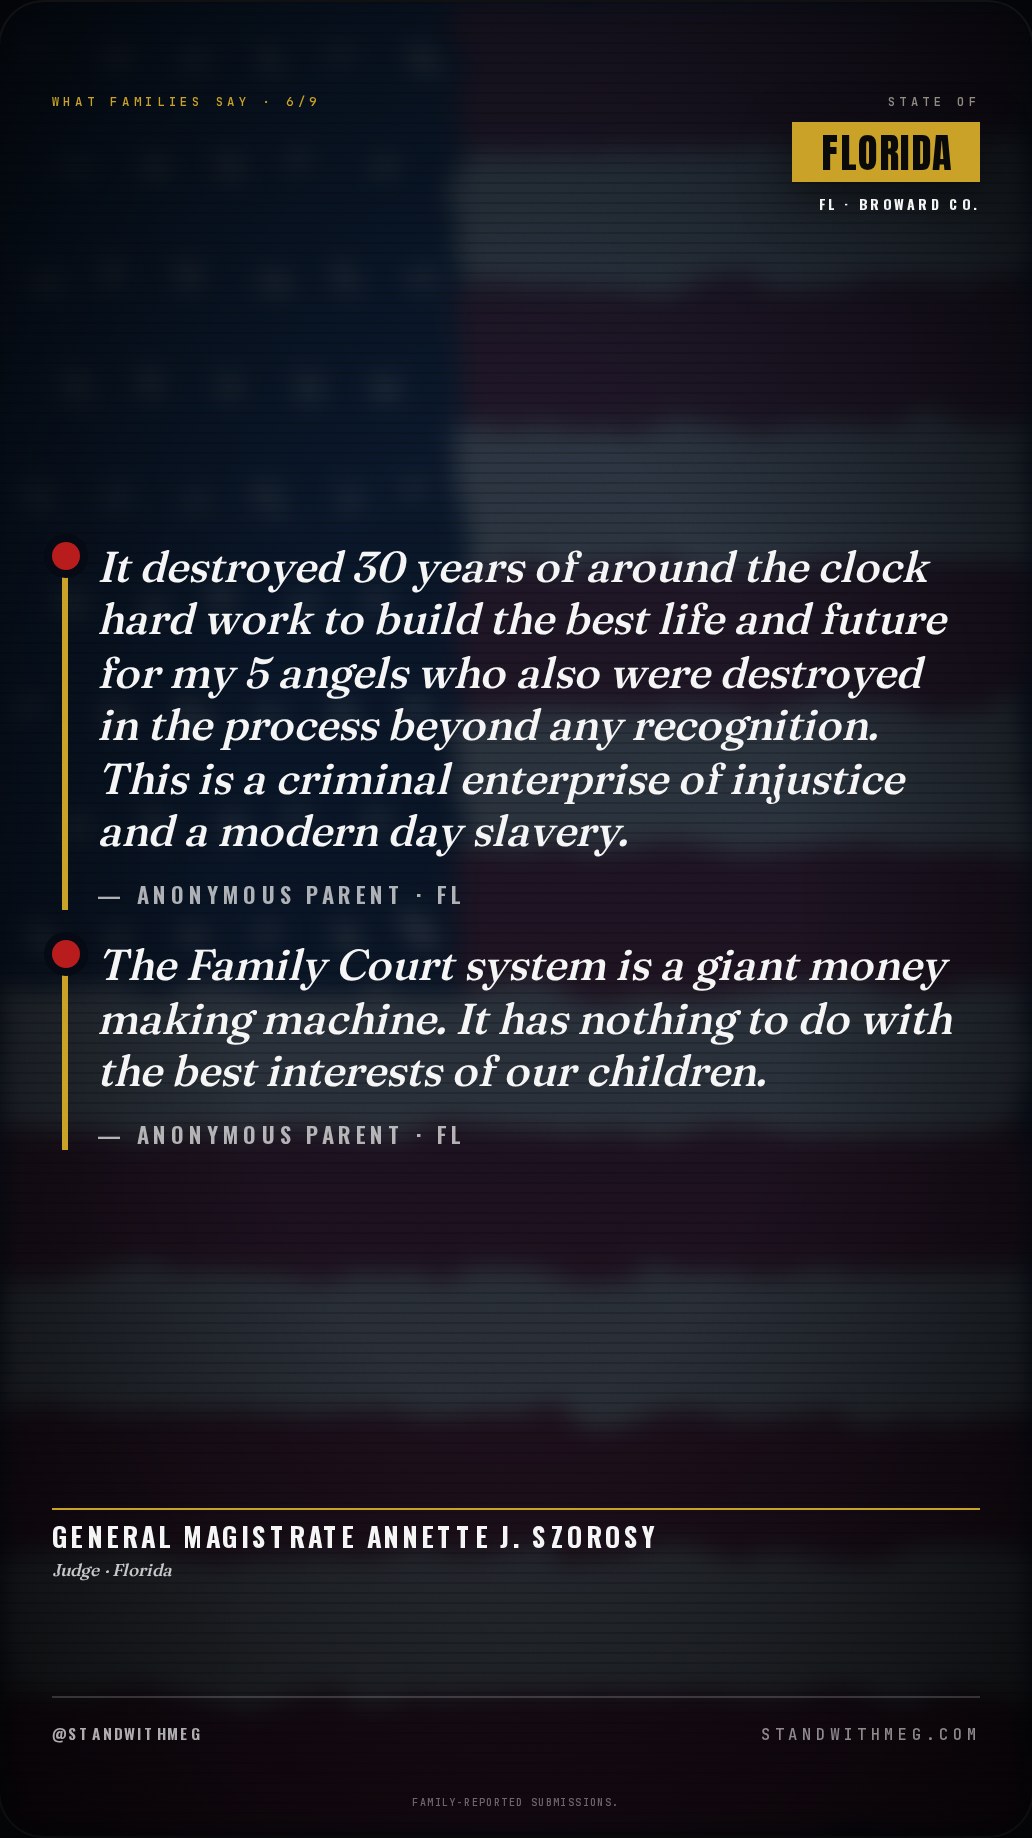 WHAT FAMILIES SAY · 6/9
STATE OF
FLORIDA
FL · BROWARD CO.
It destroyed 30 years of around the clock
hard work to build the best life and future
for my 5 angels who also were destroyed
in the process beyond any recognition.
This is a criminal enterprise of injustice
and a modern day slavery.
— ANONYMOUS PARENT · FL
The Family Court system is a giant money
making machine. It has nothing to do with
the best interests of our children.
— ANONYMOUS PARENT · FL
GENERAL MAGISTRATE ANNETTE J. SZOROSY
Judge · Florida
@STANDWITHMEG
STANDWITHMEG.COM
FAMILY-REPORTED SUBMISSIONS.